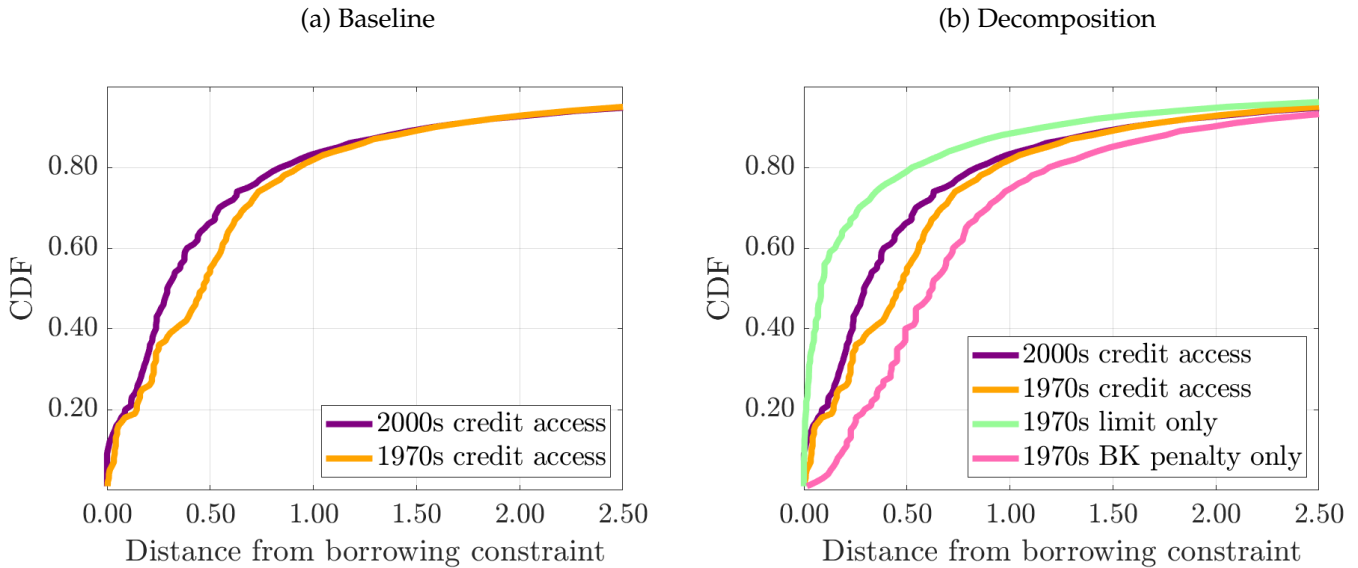 (a) Baseline
CDF
0.80
0.60
0.40
0.20
0.00 0.50 1.00 1.50 2.00 2.50
Distance from borrowing constraint
2000s credit access
1970s credit access
(b) Decomposition
CDF
0.80
0.60
0.40
0.20
0.00 0.50 1.00 1.50 2.00 2.50
Distance from borrowing constraint
2000s credit access
1970s credit access
1970s limit only
1970s BK penalty only